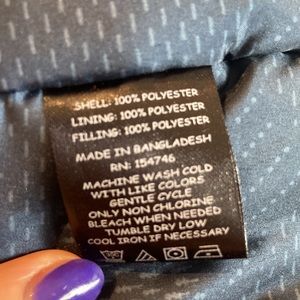 SHELL: 100% POLYESTER
LINING: 100% POLYESTER
FILLING: 100% POLYESTER
MADE IN BANGLADESH
RN: 154746
MACHINE WASH COLD
WITH LIKE COLORS
GENTLE CYCLE
ONLY NON CHLORINE
BLEACH WHEN NEEDED
TUMBLE DRY LOW
COOL IRON IF NECESSARY